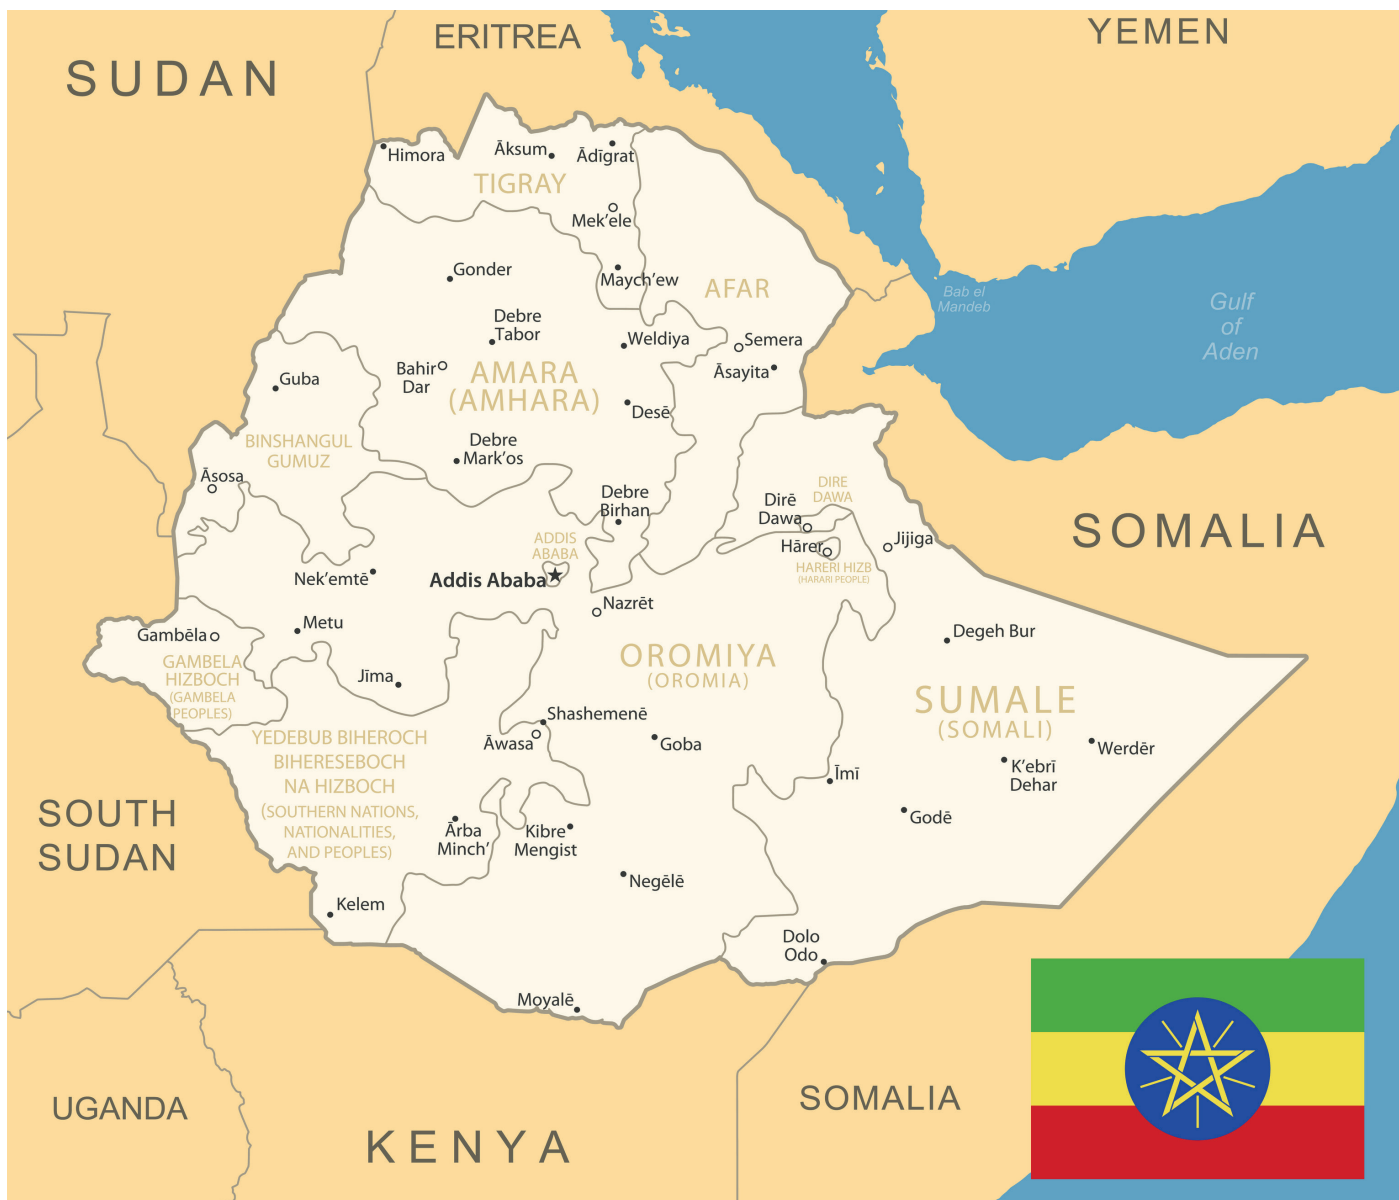 ERITREA
YEMEN
SUDAN
Himora
Āksum
Ādīgrat
TIGRAY
Mek'ele
Gonder
Maych'ew
AFAR
Bab el
Mandeb
Gulf
of
Aden
Debre
Tabor
Weldiya
Semera
Bahir
Dar
Guba
AMARA
(AMHARA)
Āsayita
Desē
BINSHANGUL
GUMUZ
Debre
Mark'os
Āsosa
Debre
Birhan
DIRE
DAWA
Dirē
Dawa
SOMALIA
ADDIS
ABABA
Hārer
Jijiga
HARERI HIZB
(HARARI PEOPLE)
Nek'emtē
Addis Ababa
Nazrēt
Metu
Gambēla
Degeh Bur
GAMBELA
HIZBOCH
(GAMBELA
PEOPLES)
Jīma
OROMIYA
(OROMIA)
SUMALE
(SOMALI)
Shashemenē
Āwasa
Goba
YEDEBUB BIHEROCH
BIHERESEBOCH
NA HIZBOCH
(SOUTHERN NATIONS,
NATIONALITIES,
AND PEOPLES)
Werdēr
K'ebrī
Dehar
Īmī
Godē
SOUTH
SUDAN
Ārba
Minch'
Kibre
Mengist
Negēlē
Kelem
Dolo
Odo
Moyalē
UGANDA
KENYA
SOMALIA